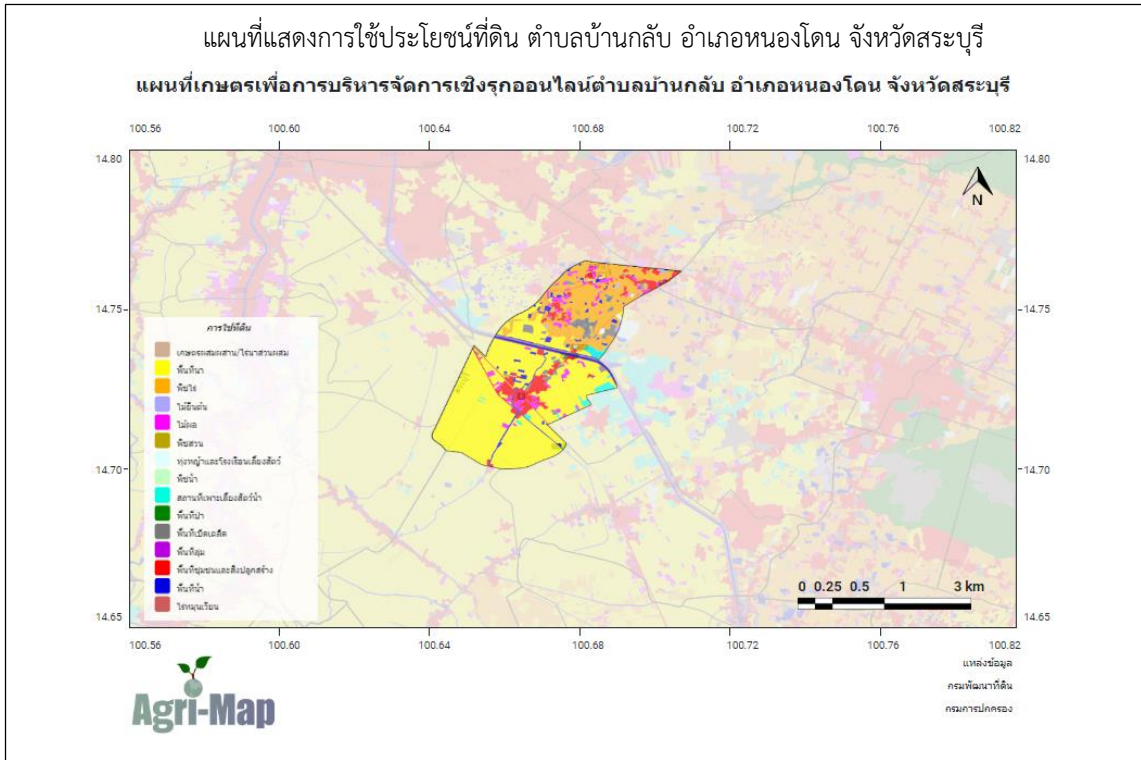 แผนที่แสดงการใช้ประโยชน์ที่ดิน ตำบลบ้านกลับ อำเภอหนองโดน จังหวัดสระบุรี
แผนที่เกษตรเพื่อการบริหารจัดการเชิงรุกออนไลน์ตำบลบ้านกลับ อำเภอหนองโดน จังหวัดสระบุรี
100.56 100.60 100.64 100.68 100.72 100.76 100.82
14.80 14.80
N
14.75 14.75
การใช้ที่ดิน
เกษตรผสมผสาน/ไร่นาสวนผสม
พื้นที่นา
พืชไร่
ไม้ยืนต้น
ไม้ผล
พืชสวน
ทุ่งหญ้าและโรงเรือนเลี้ยงสัตว์
พืชน้ำ
สถานที่เพาะเลี้ยงสัตว์น้ำ
พื้นที่ป่า
พื้นที่เบ็ดเตล็ด
พื้นที่ลุ่ม
พื้นที่ชุมชนและสิ่งปลูกสร้าง
พื้นที่น้ำ
ไร่หมุนเวียน
14.70 14.70
0 0.25 0.5 1 3 km
14.65 14.65
100.56 100.60 100.64 100.68 100.72 100.76 100.82
Agri-Map
แหล่งข้อมูล
กรมพัฒนาที่ดิน
กรมการปกครอง